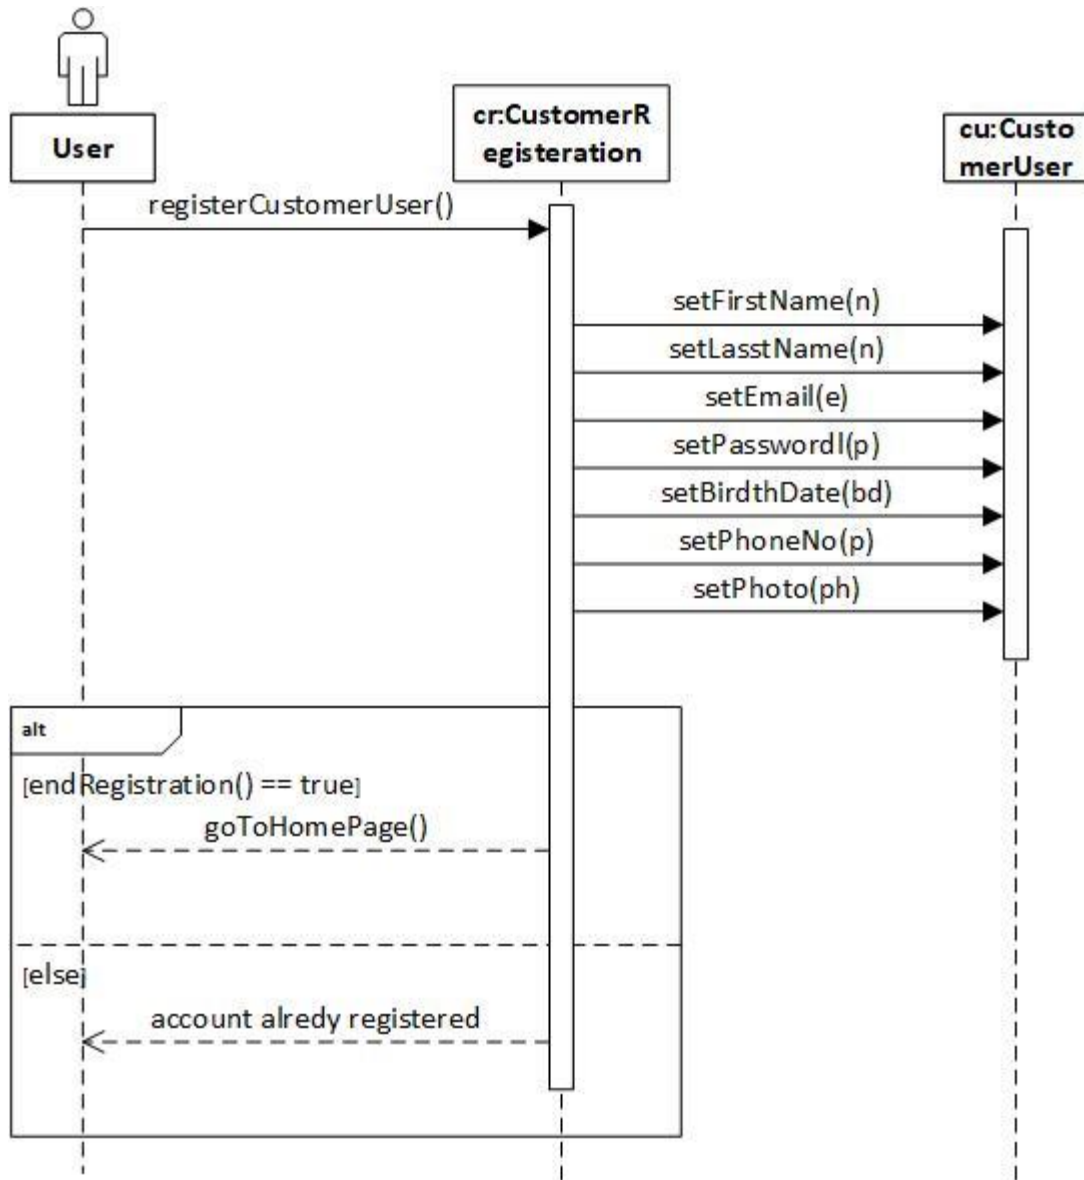 User
cr:CustomerR
egisteration
cu:Custo
merUser
registerCustomerUser()
setFirstName(n)
setLasstName(n)
setEmail(e)
setPasswordl(p)
setBirdthDate(bd)
setPhoneNo(p)
setPhoto(ph)
alt
[endRegistration() == true]
goToHomePage()
[else]
account alredy registered